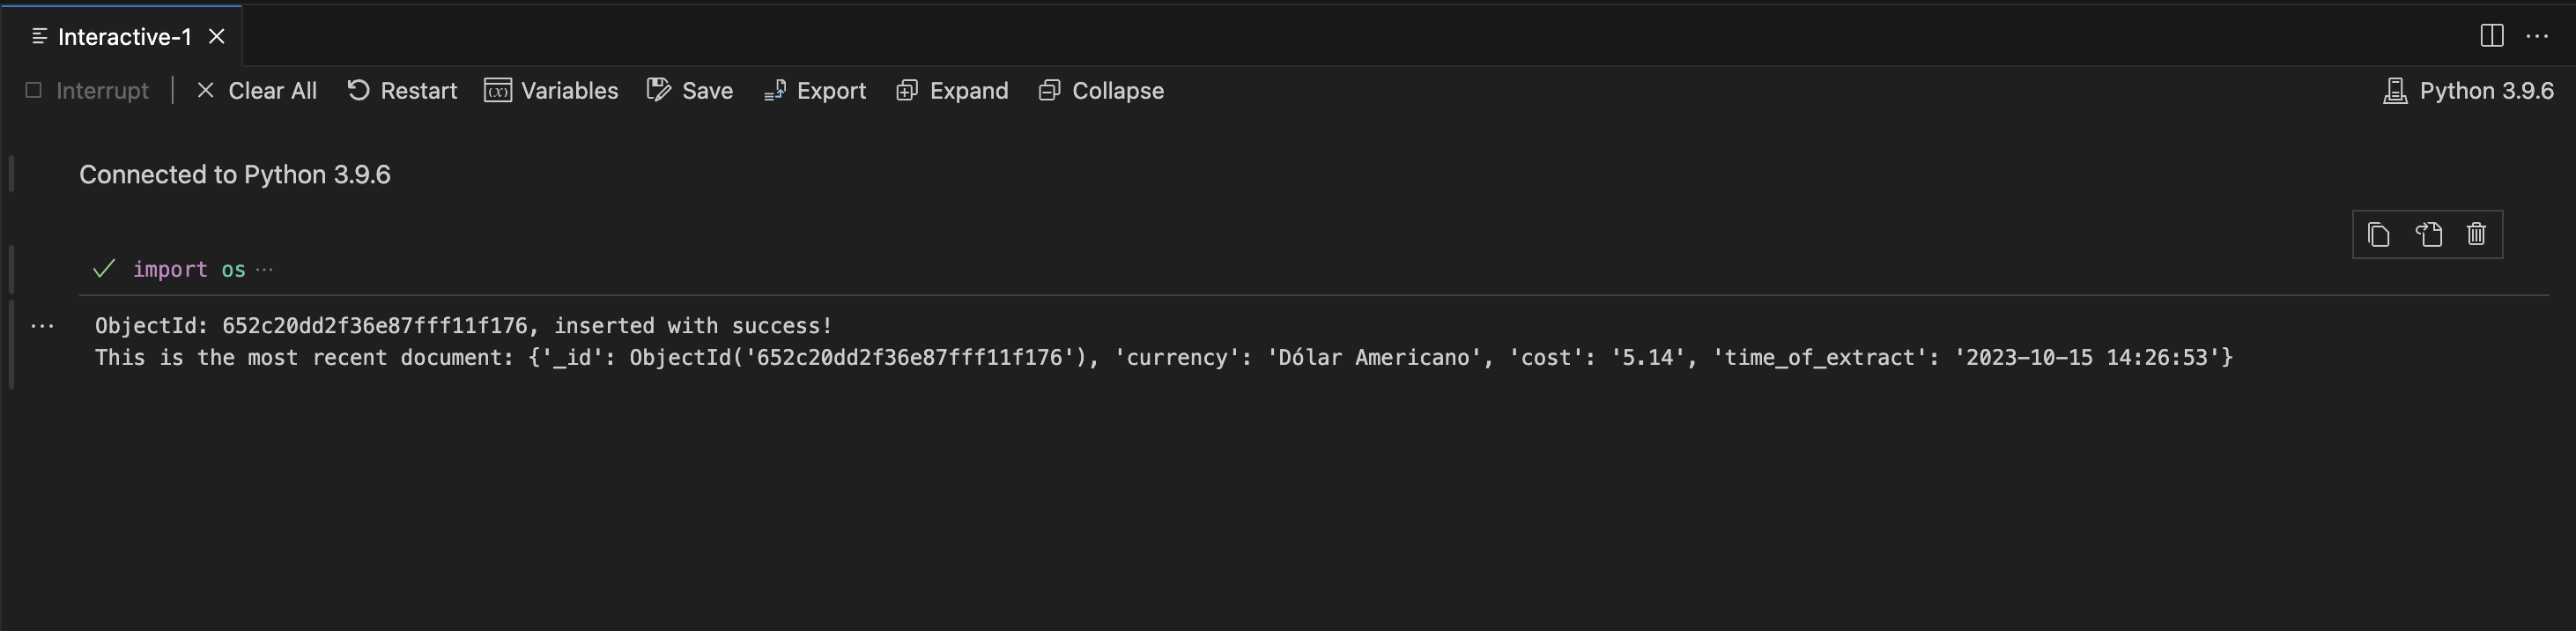 Interactive-1
Interrupt Clear All Restart Variables Save Export Expand Collapse Python 3.9.6
Connected to Python 3.9.6
import os ...
ObjectId: 652c20dd2f36e87fff11f176, inserted with success!
This is the most recent document: {'_id': ObjectId('652c20dd2f36e87fff11f176'), 'currency': 'Dólar Americano', 'cost': '5.14', 'time_of_extract': '2023-10-15 14:26:53'}